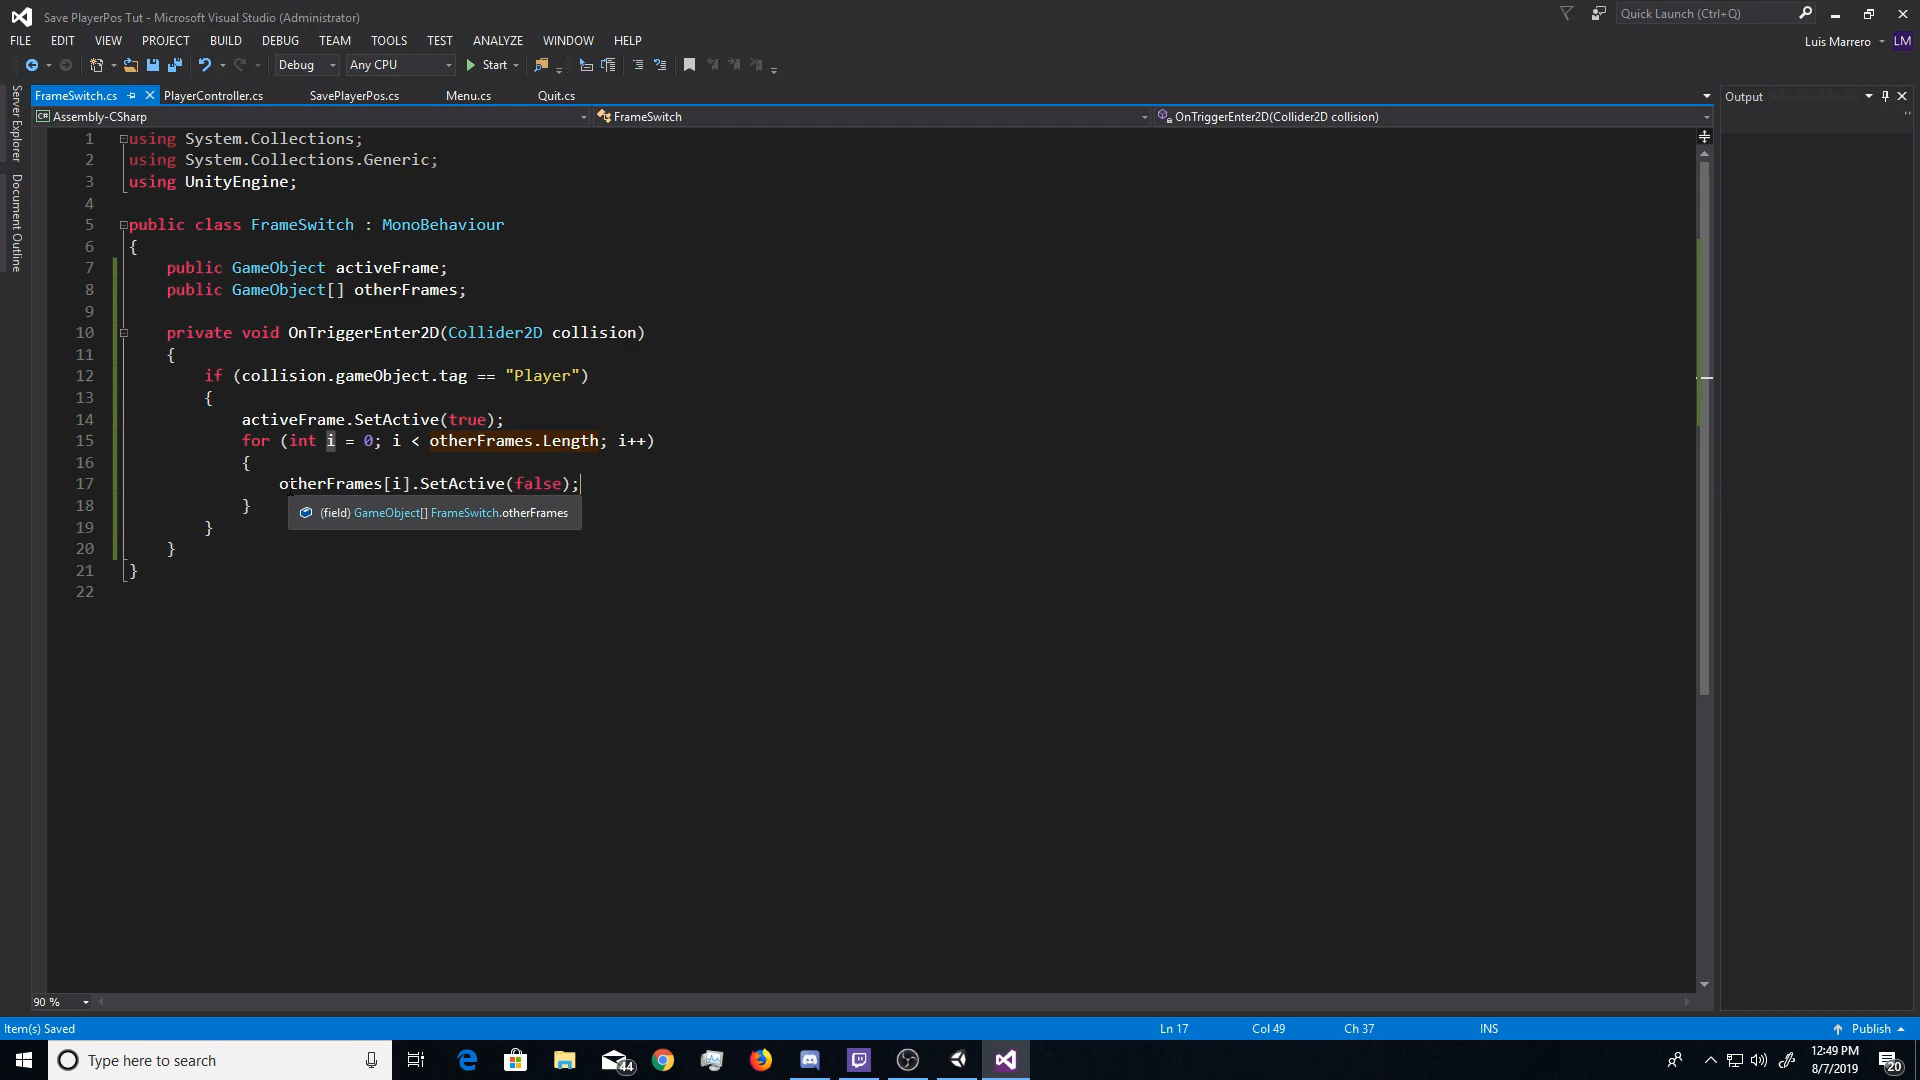 Save PlayerPos Tut - Microsoft Visual Studio (Administrator)
Quick Launch (Ctrl+Q)
FILE EDIT VIEW PROJECT BUILD DEBUG TEAM TOOLS TEST ANALYZE WINDOW HELP
Luis Marrero LM
Debug Any CPU Start
Server Explorer
Document Outline
FrameSwitch.cs PlayerController.cs SavePlayerPos.cs Menu.cs Quit.cs
Output
Assembly-CSharp FrameSwitch OnTriggerEnter2D(Collider2D collision)
1 using System.Collections;
2 using System.Collections.Generic;
3 using UnityEngine;
4
5 public class FrameSwitch : MonoBehaviour
6 {
7 public GameObject activeFrame;
8 public GameObject[] otherFrames;
9
10 private void OnTriggerEnter2D(Collider2D collision)
11 {
12 if (collision.gameObject.tag == "Player")
13 {
14 activeFrame.SetActive(true);
15 for (int i = 0; i < otherFrames.Length; i++)
16 {
17 otherFrames[i].SetActive(false);
18 }
(field) GameObject[] FrameSwitch.otherFrames
19 }
20 }
21 }
22
90 %
Item(s) Saved Ln 17 Col 49 Ch 37 INS Publish
Type here to search
44
12:49 PM
8/7/2019
20